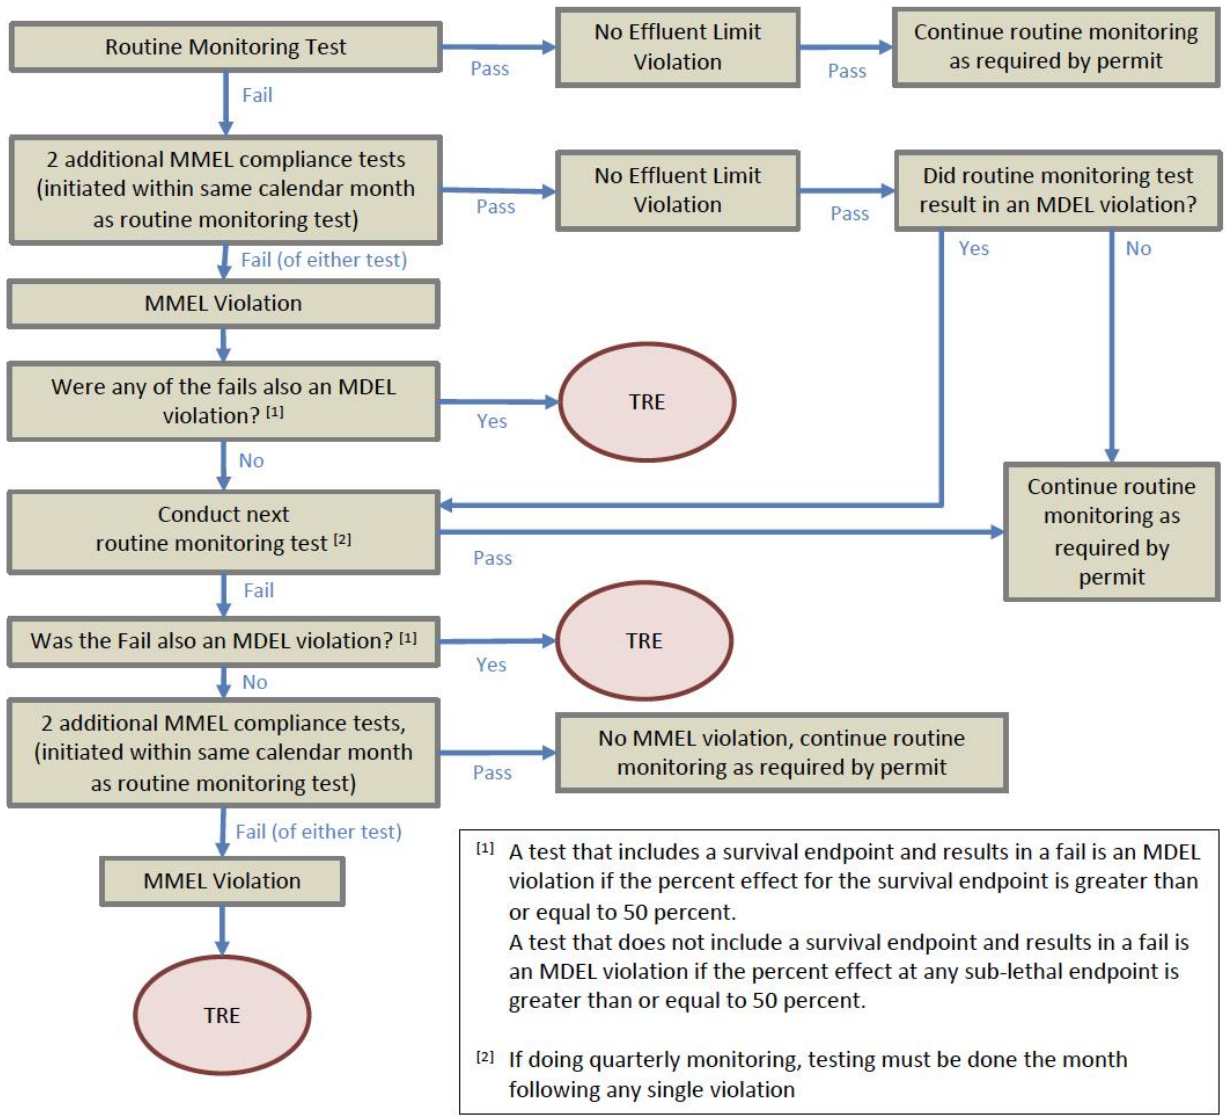 Routine Monitoring Test
Pass
No Effluent Limit
Violation
Pass
Continue routine monitoring
as required by permit
Fail
2 additional MMEL compliance tests
(initiated within same calendar month
as routine monitoring test)
Pass
No Effluent Limit
Violation
Pass
Did routine monitoring test
result in an MDEL violation?
Yes
No
Fail (of either test)
MMEL Violation
Were any of the fails also an MDEL
violation? [1]
Yes
TRE
No
Conduct next
routine monitoring test [2]
Pass
Continue routine
monitoring as
required by
permit
Fail
Was the Fail also an MDEL violation? [1]
Yes
TRE
No
2 additional MMEL compliance tests,
(initiated within same calendar month
as routine monitoring test)
Pass
No MMEL violation, continue routine
monitoring as required by permit
Fail (of either test)
MMEL Violation
TRE
[1] A test that includes a survival endpoint and results in a fail is an MDEL
violation if the percent effect for the survival endpoint is greater than
or equal to 50 percent.
A test that does not include a survival endpoint and results in a fail is
an MDEL violation if the percent effect at any sub-lethal endpoint is
greater than or equal to 50 percent.
[2] If doing quarterly monitoring, testing must be done the month
following any single violation